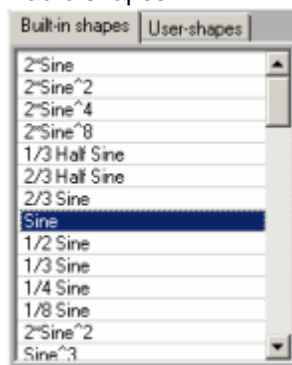 Built-in shapes User-shapes
2*Sine
2*Sine^2
2*Sine^4
2*Sine^8
1/3 Half Sine
2/3 Half Sine
2/3 Sine
Sine
1/2 Sine
1/3 Sine
1/4 Sine
1/8 Sine
2*Sine^2
Sine^3